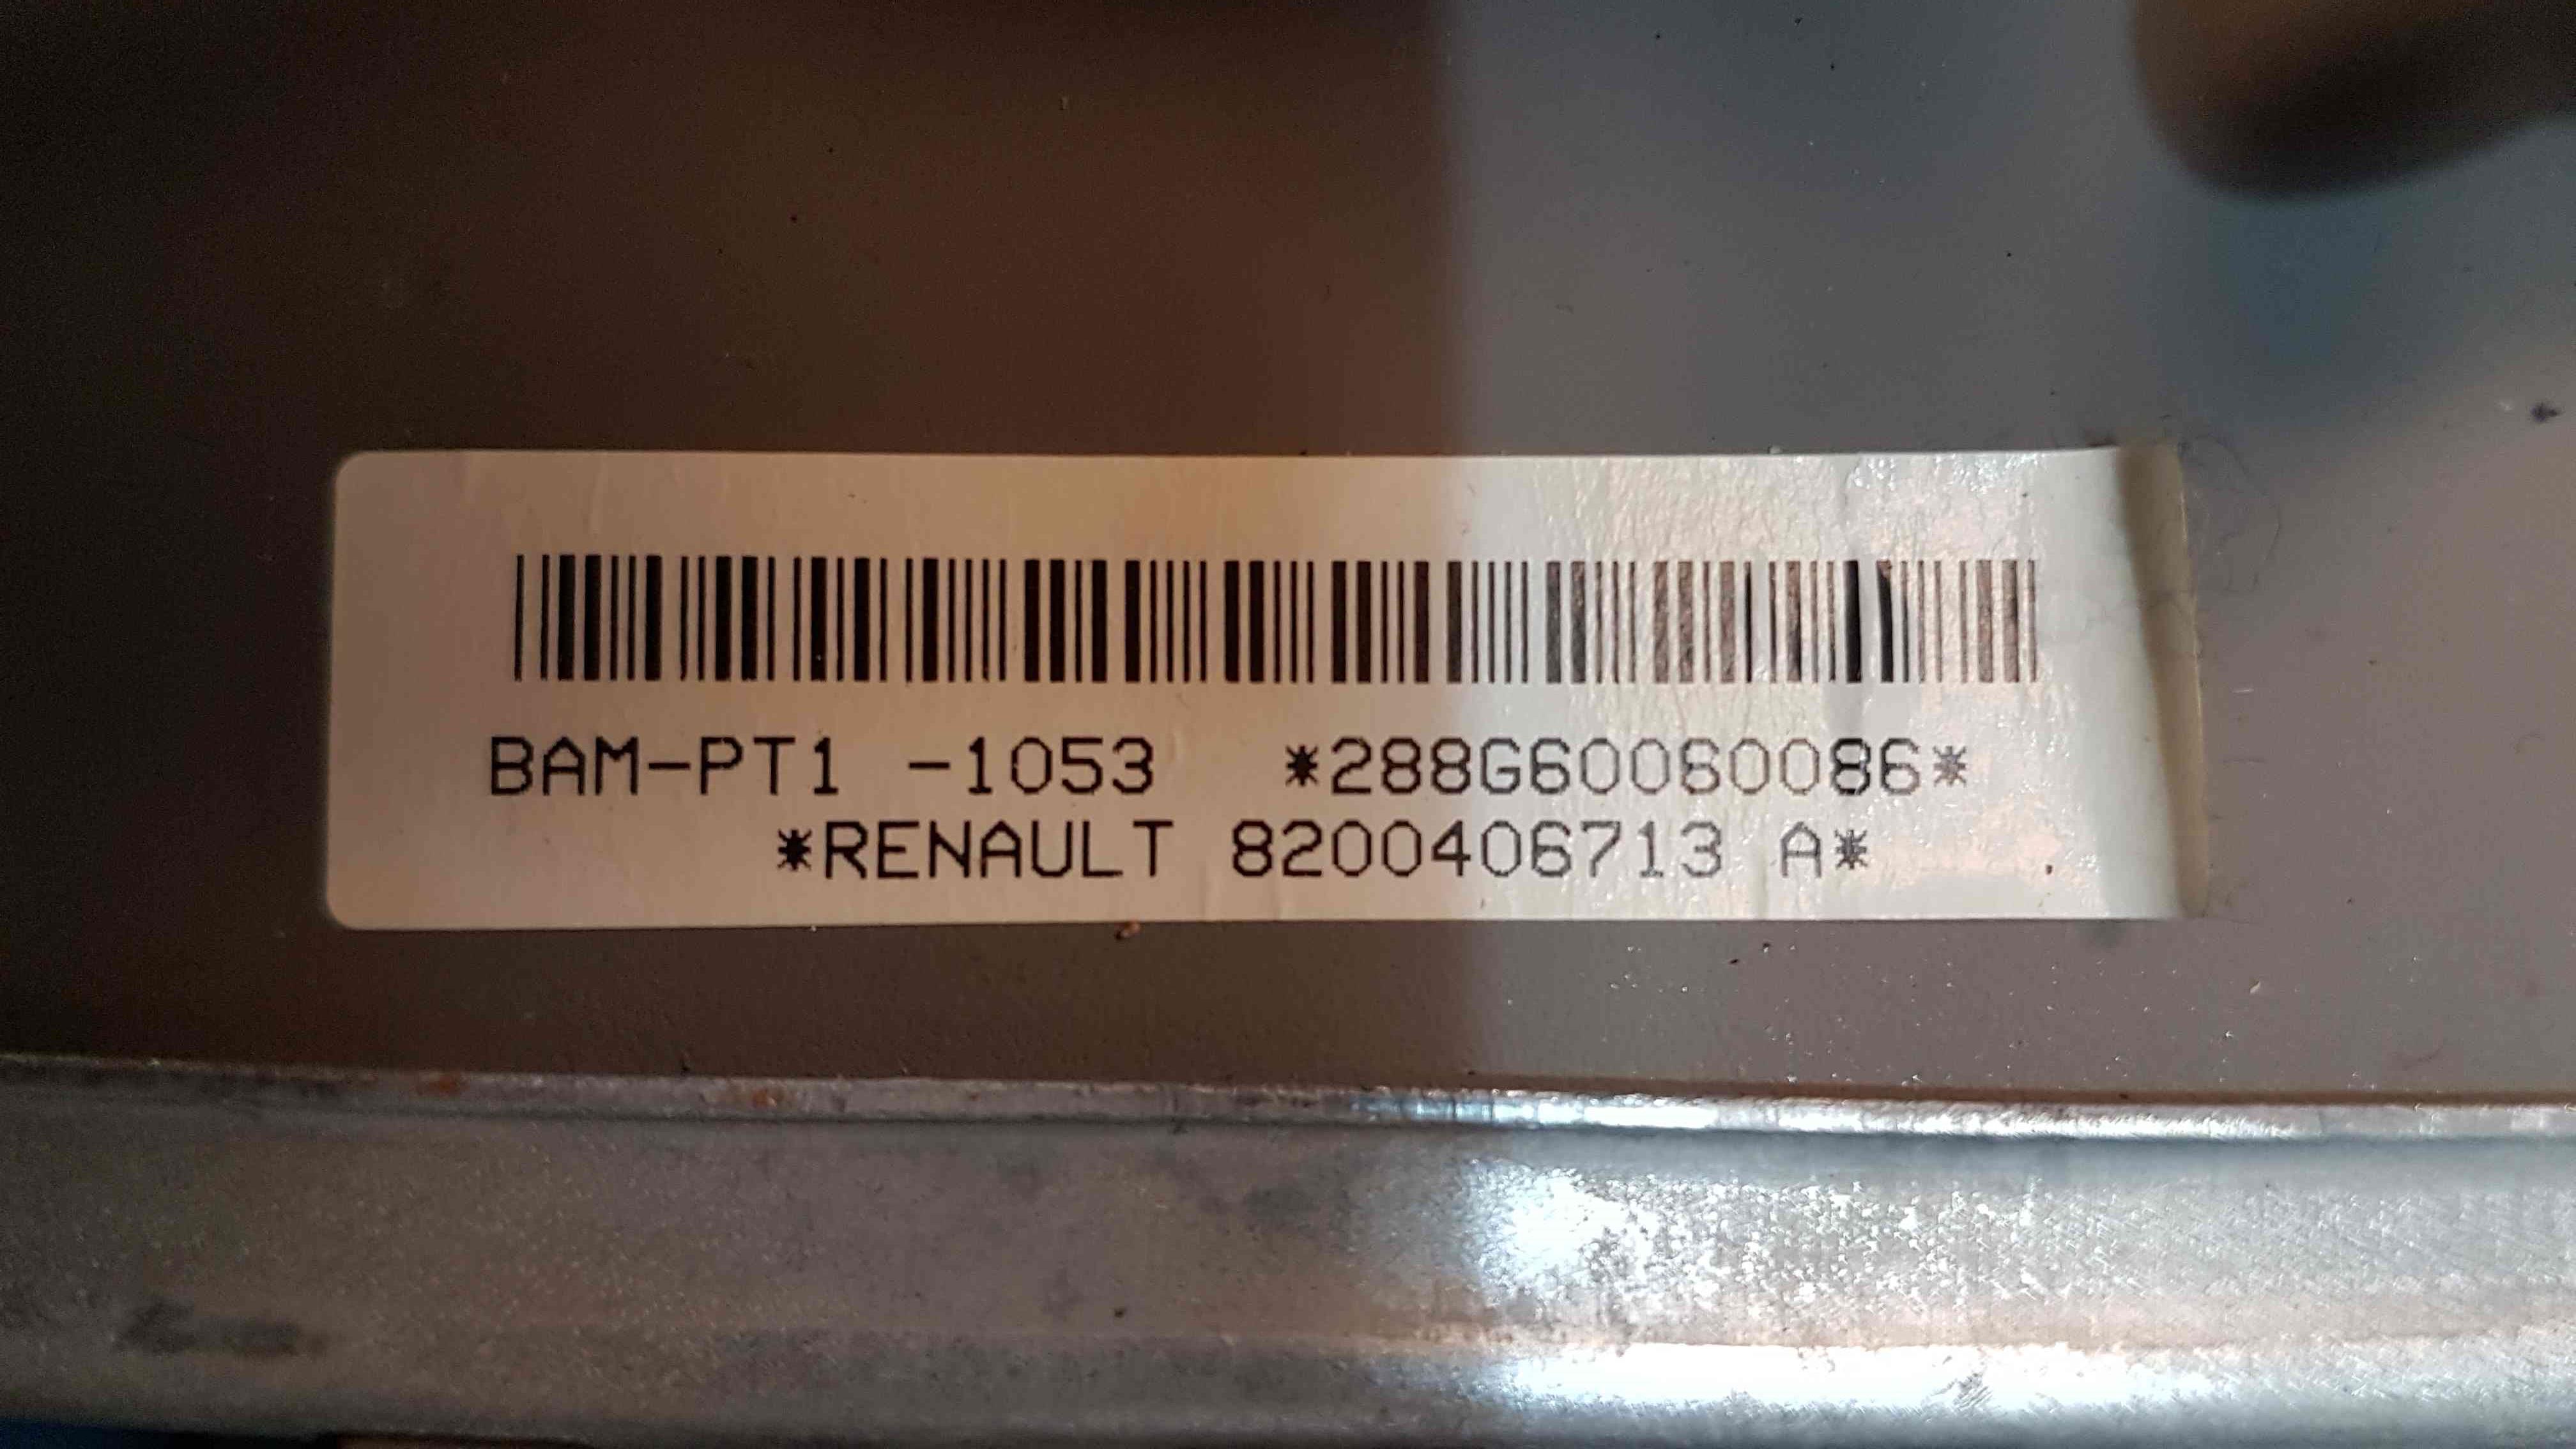 BAM-PT1 -1053 *288G60060086*
*RENAULT 8200406713 A*